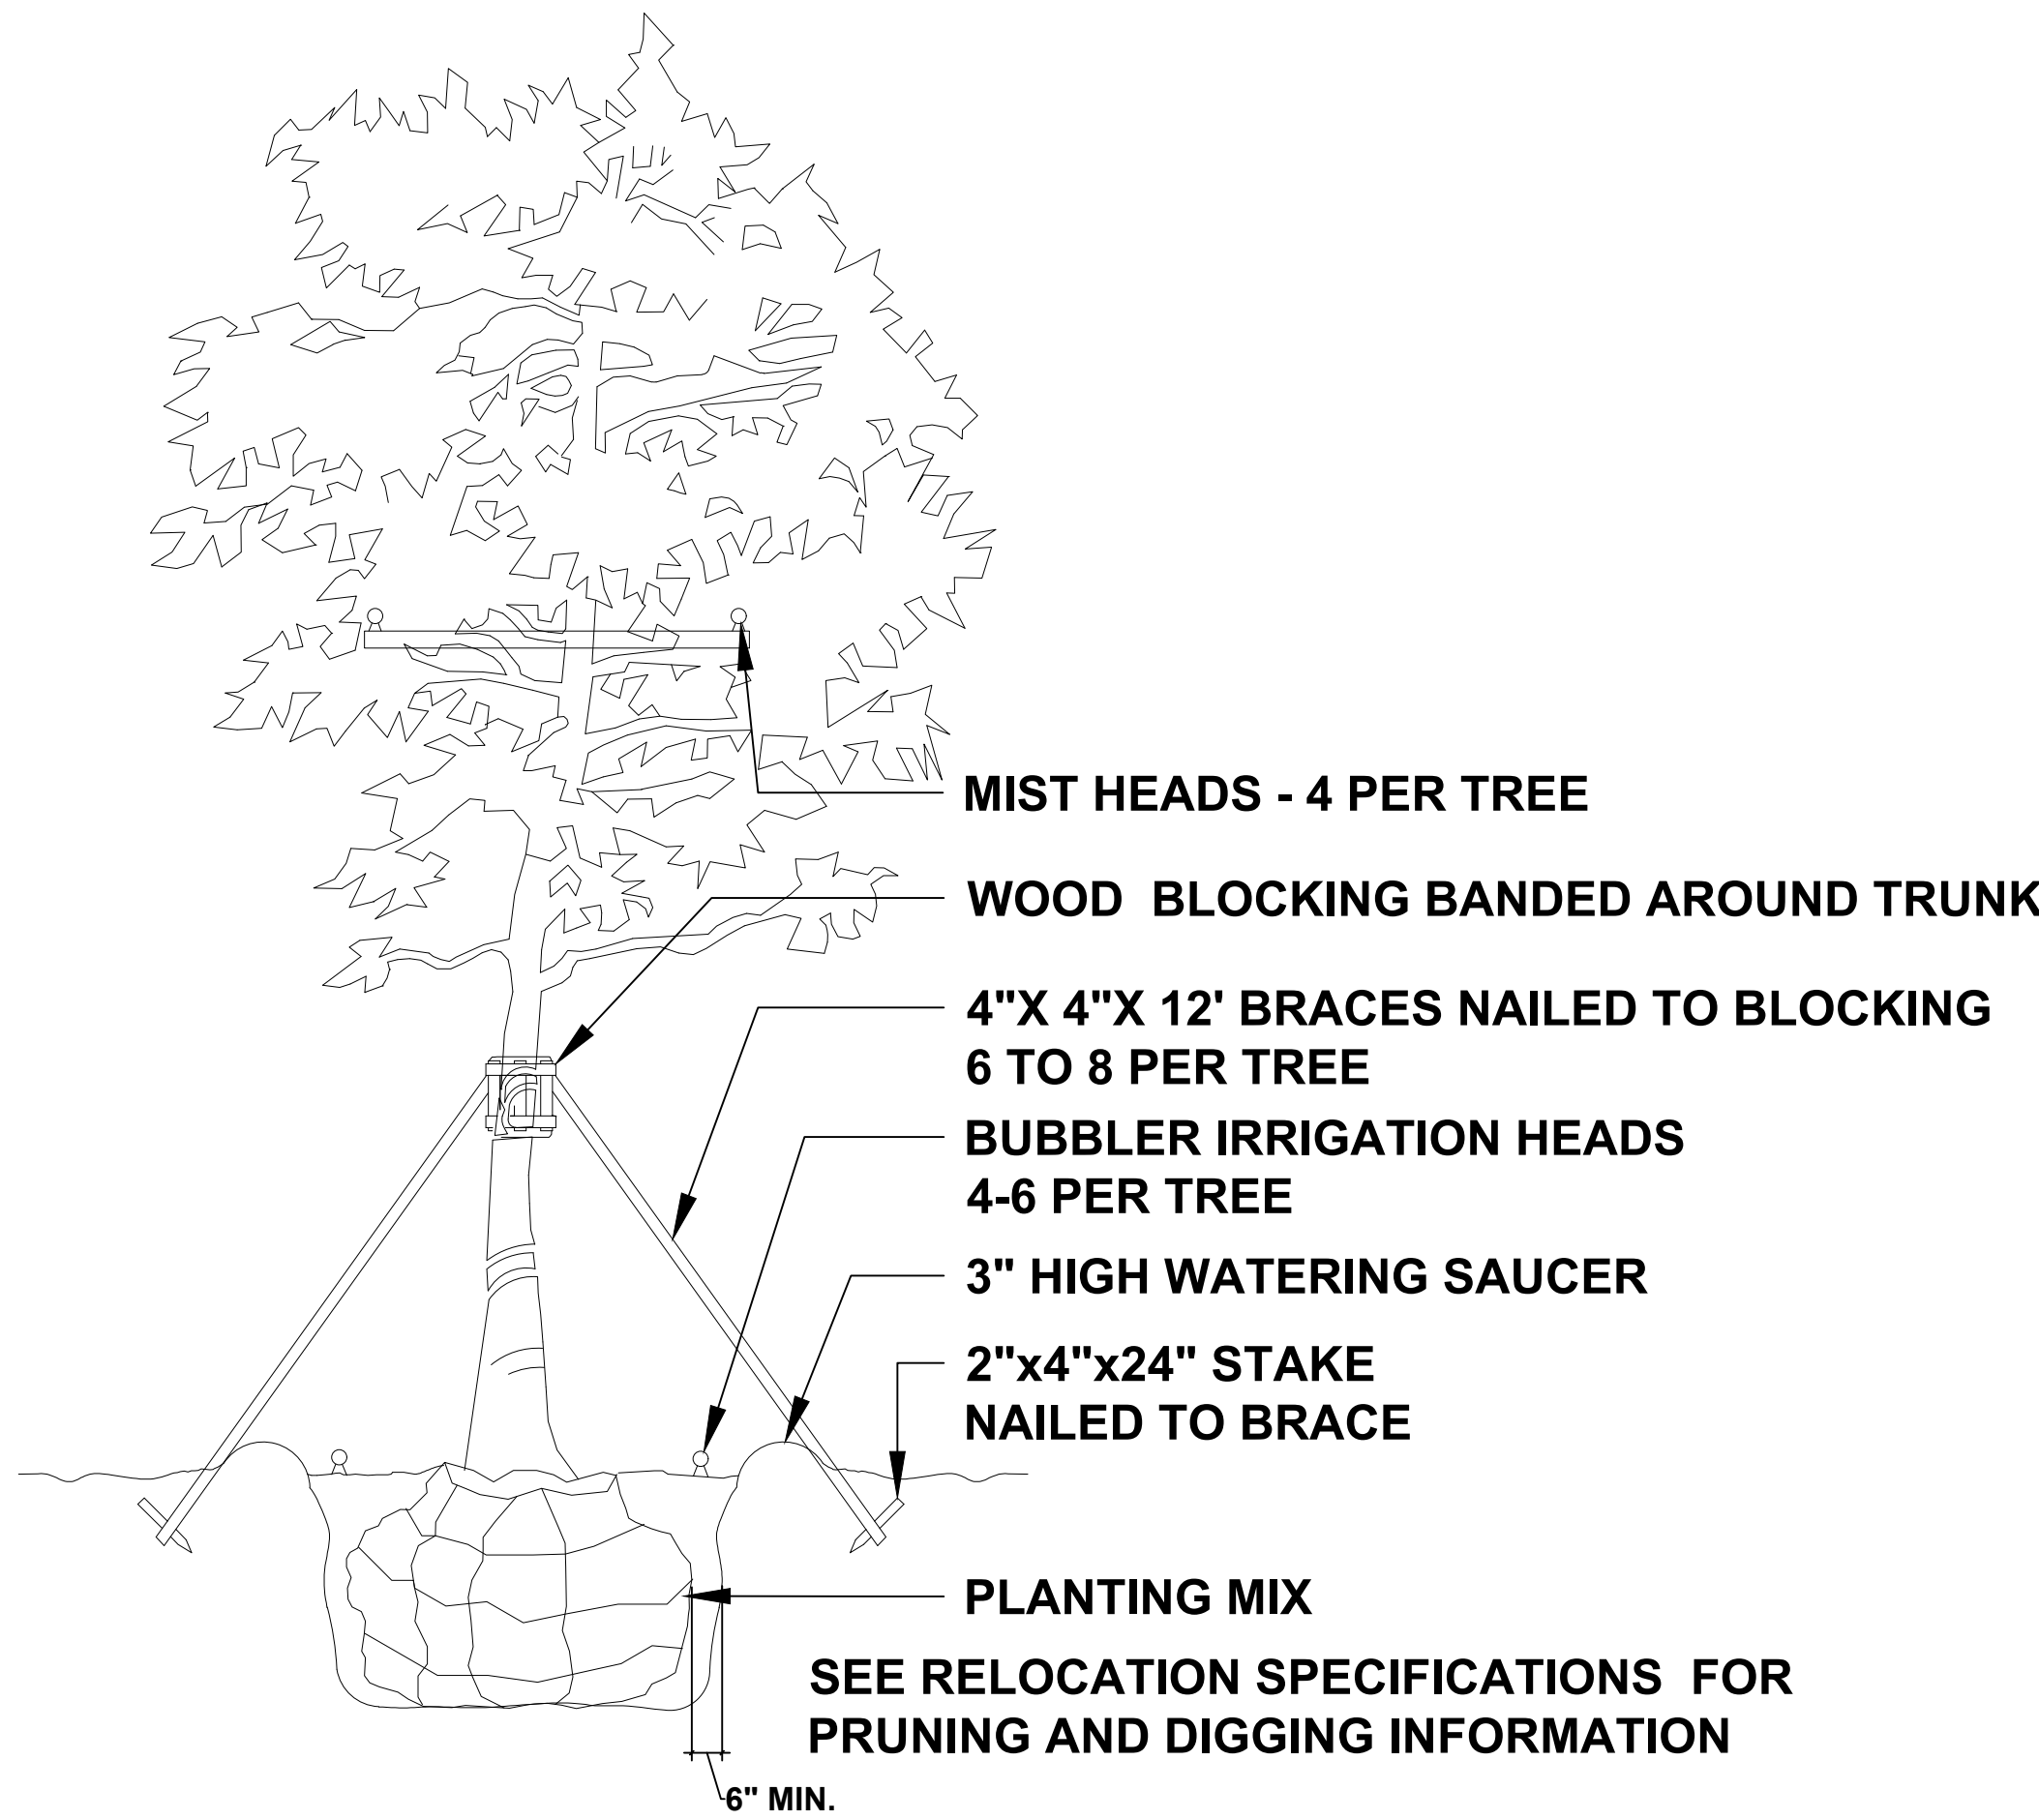 MIST HEADS - 4 PER TREE
WOOD  BLOCKING BANDED AROUND TRUNK
4"X 4"X 12' BRACES NAILED TO BLOCKING
6 TO 8 PER TREE
BUBBLER IRRIGATION HEADS
4-6 PER TREE
3" HIGH WATERING SAUCER
2"x4"x24" STAKE
NAILED TO BRACE
PLANTING MIX
SEE RELOCATION SPECIFICATIONS  FOR
PRUNING AND DIGGING INFORMATION
6" MIN.